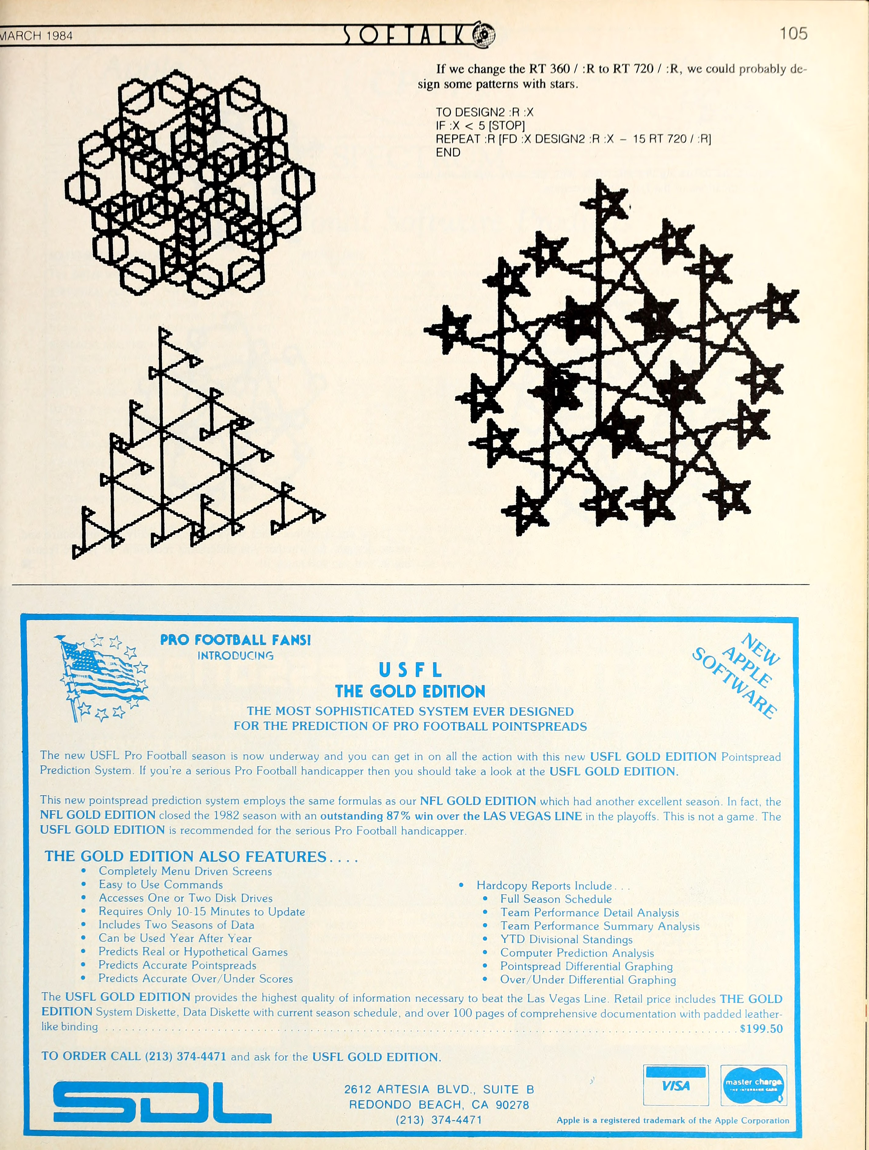 MARCH 1984
SOFTALK
105
If we change the RT 360 / :R to RT 720 / :R, we could probably de-
sign some patterns with stars.
TO DESIGN2 :R :X
IF :X < 5 [STOP]
REPEAT :R [FD :X DESIGN2 :R :X – 15 RT 720 / :R]
END
PRO FOOTBALL FANS!
INTRODUCING
USFL
THE GOLD EDITION
THE MOST SOPHISTICATED SYSTEM EVER DESIGNED
FOR THE PREDICTION OF PRO FOOTBALL POINTSPREADS
NEW
APPLE
SOFTWARE
The new USFL Pro Football season is now underway and you can get in on all the action with this new USFL GOLD EDITION Pointspread
Prediction System. If you're a serious Pro Football handicapper then you should take a look at the USFL GOLD EDITION.
This new pointspread prediction system employs the same formulas as our NFL GOLD EDITION which had another excellent season. In fact, the
NFL GOLD EDITION closed the 1982 season with an outstanding 87% win over the LAS VEGAS LINE in the playoffs. This is not a game. The
USFL GOLD EDITION is recommended for the serious Pro Football handicapper.
THE GOLD EDITION ALSO FEATURES. . . .
• Completely Menu Driven Screens
• Easy to Use Commands
• Accesses One or Two Disk Drives
• Requires Only 10-15 Minutes to Update
• Includes Two Seasons of Data
• Can be Used Year After Year
• Predicts Real or Hypothetical Games
• Predicts Accurate Pointspreads
• Predicts Accurate Over/Under Scores
• Hardcopy Reports Include. . .
• Full Season Schedule
• Team Performance Detail Analysis
• Team Performance Summary Analysis
• YTD Divisional Standings
• Computer Prediction Analysis
• Pointspread Differential Graphing
• Over/Under Differential Graphing
The USFL GOLD EDITION provides the highest quality of information necessary to beat the Las Vegas Line. Retail price includes THE GOLD
EDITION System Diskette, Data Diskette with current season schedule, and over 100 pages of comprehensive documentation with padded leather-
like binding . . . . . . . . . . . . . . . . . . . . $199.50
TO ORDER CALL (213) 374-4471 and ask for the USFL GOLD EDITION.
SDL
2612 ARTESIA BLVD., SUITE B
REDONDO BEACH, CA 90278
(213) 374-4471
VISA
master charge
THE INTERBANK CARD
Apple is a registered trademark of the Apple Corporation